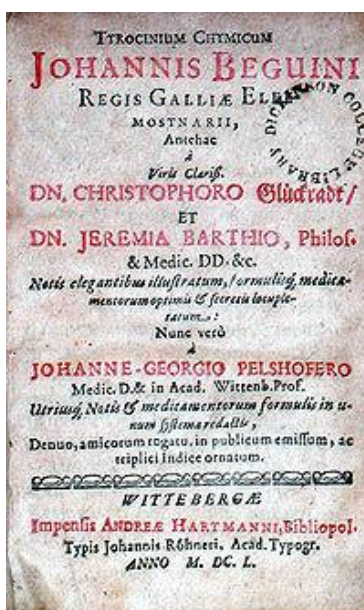 TYROCINIUM CHYMICUM
JOHANNIS BEGUINI
REGIS GALLIÆ ELEE-
MOSYNARII,
Antehac
à
Viris Clariss.
DN. CHRISTOPHORO Glückradt/
ET
DN. JEREMIA BARTHIO, Philos.
& Medic. DD. &c.
Notis elegantibus illustratum, formulisq; medica-
mentorum optimis & secretis locuple-
tatum:
Nunc verò
à
JOHANNE-GEORGIO PELSHOFERO
Medic. D. & in Acad. Wittenb. Prof.
Utriusq; Notis & medicamentorum formulis in u-
num systema redactis,
Denuo, amicorum rogatu, in publicum emissum, ac
triplici Indice ornatum.
WITTEBERGÆ
Impensis ANDREÆ HARTMANNI, Bibliopol.
Typis Johannis Röhneri, Acad. Typogr.
ANNO M. DC. L.
DICKINSON COLLEGE LIBRARY